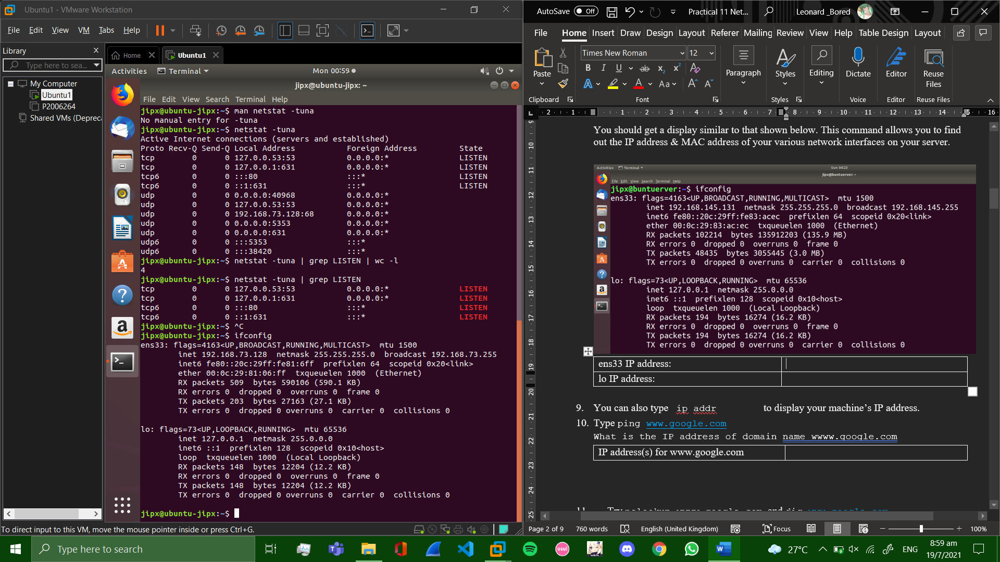 Ubuntu1 - VMware Workstation
File Edit View VM Tabs Help
Library
Type here to sea...
My Computer
Ubuntu1
P2006264
Shared VMs (Depreca
Home
Ubuntu1
Activities
Terminal
Mon 00:59
jipx@ubuntu-jipx: ~
File Edit View Search Terminal Help
jipx@ubuntu-jipx:~$ man netstat -tuna
No manual entry for -tuna
jipx@ubuntu-jipx:~$ netstat -tuna
Active Internet connections (servers and established)
Proto Recv-Q Send-Q Local Address Foreign Address State
tcp 0 0 127.0.0.53:53 0.0.0.0:* LISTEN
tcp 0 0 127.0.0.1:631 0.0.0.0:* LISTEN
tcp6 0 0 :::80 :::* LISTEN
tcp6 0 0 ::1:631 :::* LISTEN
udp 0 0 0.0.0.0:40968 0.0.0.0:*
udp 0 0 127.0.0.53:53 0.0.0.0:*
udp 0 0 192.168.73.128:68 0.0.0.0:*
udp 0 0 0.0.0.0:5353 0.0.0.0:*
udp 0 0 0.0.0.0:631 0.0.0.0:*
udp6 0 0 :::5353 :::*
udp6 0 0 :::38420 :::*
jipx@ubuntu-jipx:~$ netstat -tuna | grep LISTEN | wc -l
4
jipx@ubuntu-jipx:~$ netstat -tuna | grep LISTEN
tcp 0 0 127.0.0.53:53 0.0.0.0:* LISTEN
tcp 0 0 127.0.0.1:631 0.0.0.0:* LISTEN
tcp6 0 0 :::80 :::* LISTEN
tcp6 0 0 ::1:631 :::* LISTEN
jipx@ubuntu-jipx:~$ ^C
jipx@ubuntu-jipx:~$ ifconfig
ens33: flags=4163<UP,BROADCAST,RUNNING,MULTICAST> mtu 1500
inet 192.168.73.128 netmask 255.255.255.0 broadcast 192.168.73.255
inet6 fe80::20c:29ff:fe81:6ff prefixlen 64 scopeid 0x20<link>
ether 00:0c:29:81:06:ff txqueuelen 1000 (Ethernet)
RX packets 509 bytes 590106 (590.1 KB)
RX errors 0 dropped 0 overruns 0 frame 0
TX packets 203 bytes 27163 (27.1 KB)
TX errors 0 dropped 0 overruns 0 carrier 0 collisions 0
lo: flags=73<UP,LOOPBACK,RUNNING> mtu 65536
inet 127.0.0.1 netmask 255.0.0.0
inet6 ::1 prefixlen 128 scopeid 0x10<host>
loop txqueuelen 1000 (Local Loopback)
RX packets 148 bytes 12204 (12.2 KB)
RX errors 0 dropped 0 overruns 0 frame 0
TX packets 148 bytes 12204 (12.2 KB)
TX errors 0 dropped 0 overruns 0 carrier 0 collisions 0
jipx@ubuntu-jipx:~$
To direct input to this VM, move the mouse pointer inside or press Ctrl+G.
AutoSave Off Practical 11 Net... Leonard _Bored
File Home Insert Draw Design Layout Referer Mailing Review View Help Table Design Layout
Times New Roman 12
Paste Paragraph Styles Editing Dictate Editor Reuse Files
Clipboard Font Styles Voice Editor Reuse Files
2 1 1 2 3 4 5 6 7 8 9 10 11 12 13 14 15 16
9 10 11 12 13 14 15 16 17 18 19 20 21 22 23 24 25
You should get a display similar to that shown below. This command allows you to find
out the IP address & MAC address of your various network interfaces on your server.
Activities Terminal Sun 04:23
jipx@buntuerver: ~
File Edit View Search Terminal Help
jipx@buntuerver:~$ ifconfig
ens33: flags=4163<UP,BROADCAST,RUNNING,MULTICAST> mtu 1500
inet 192.168.145.131 netmask 255.255.255.0 broadcast 192.168.145.255
inet6 fe80::20c:29ff:fe83:acec prefixlen 64 scopeid 0x20<link>
ether 00:0c:29:83:ac:ec txqueuelen 1000 (Ethernet)
RX packets 102214 bytes 135912203 (135.9 MB)
RX errors 0 dropped 0 overruns 0 frame 0
TX packets 48435 bytes 3055445 (3.0 MB)
TX errors 0 dropped 0 overruns 0 carrier 0 collisions 0
lo: flags=73<UP,LOOPBACK,RUNNING> mtu 65536
inet 127.0.0.1 netmask 255.0.0.0
inet6 ::1 prefixlen 128 scopeid 0x10<host>
loop txqueuelen 1000 (Local Loopback)
RX packets 194 bytes 16274 (16.2 KB)
RX errors 0 dropped 0 overruns 0 frame 0
TX packets 194 bytes 16274 (16.2 KB)
TX errors 0 dropped 0 overruns 0 carrier 0 collisions 0
ens33 IP address:
lo IP address:
9. You can also type ip addr to display your machine’s IP address.
10. Type ping www.google.com
What is the IP address of domain name wwww.google.com
IP address(s) for www.google.com
Page 2 of 9 760 words English (United Kingdom) Focus 100%
Type here to search
27°C ENG 8:59 am
19/7/2021